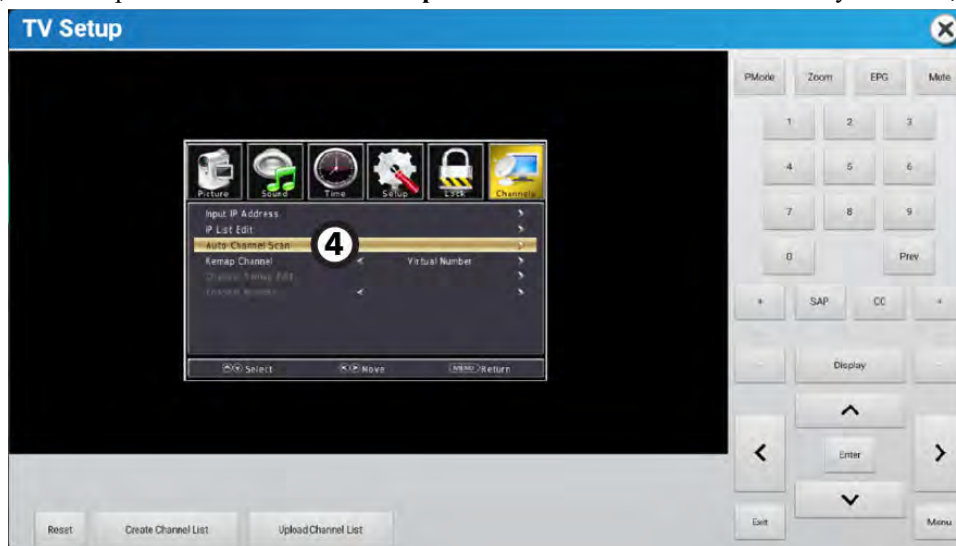 TV Setup
PMode Zoom EPG Mute
1 2 3
4 5 6
7 8 9
0 Prev
+ SAP CC +
- Display -
Enter
Exit Menu
Picture Sound Time Setup Lock Channels
Input IP Address
IP List Edit
Auto Channel Scan 4
Remap Channel Virtual Number
Select Move MENU Return
Reset Create Channel List Upload Channel List